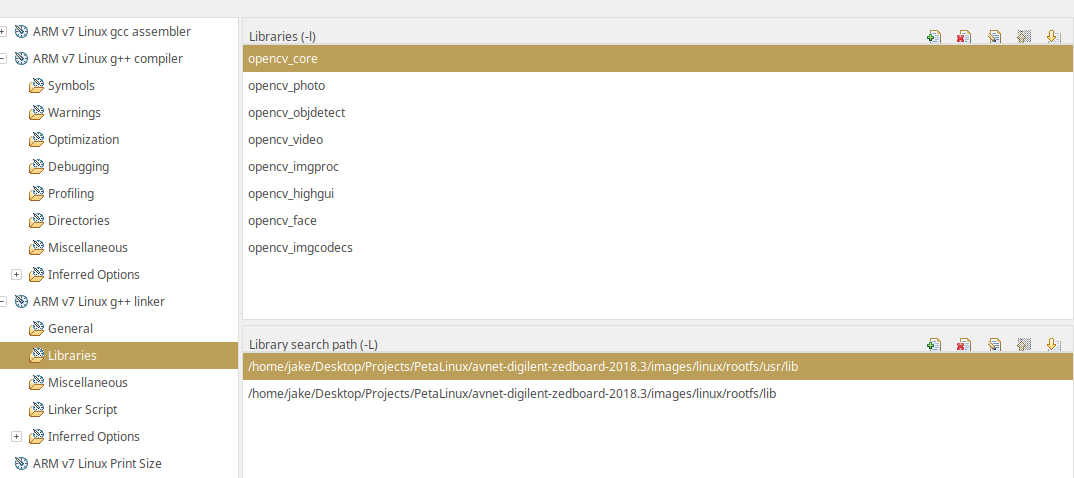 ARM v7 Linux gcc assembler
ARM v7 Linux g++ compiler
Symbols
Warnings
Optimization
Debugging
Profiling
Directories
Miscellaneous
Inferred Options
ARM v7 Linux g++ linker
General
Libraries
Miscellaneous
Linker Script
Inferred Options
ARM v7 Linux Print Size
Libraries (-l)
opencv_core
opencv_photo
opencv_objdetect
opencv_video
opencv_imgproc
opencv_highgui
opencv_face
opencv_imgcodecs
Library search path (-L)
/home/jake/Desktop/Projects/PetaLinux/avnet-digilent-zedboard-2018.3/images/linux/rootfs/usr/lib
/home/jake/Desktop/Projects/PetaLinux/avnet-digilent-zedboard-2018.3/images/linux/rootfs/lib